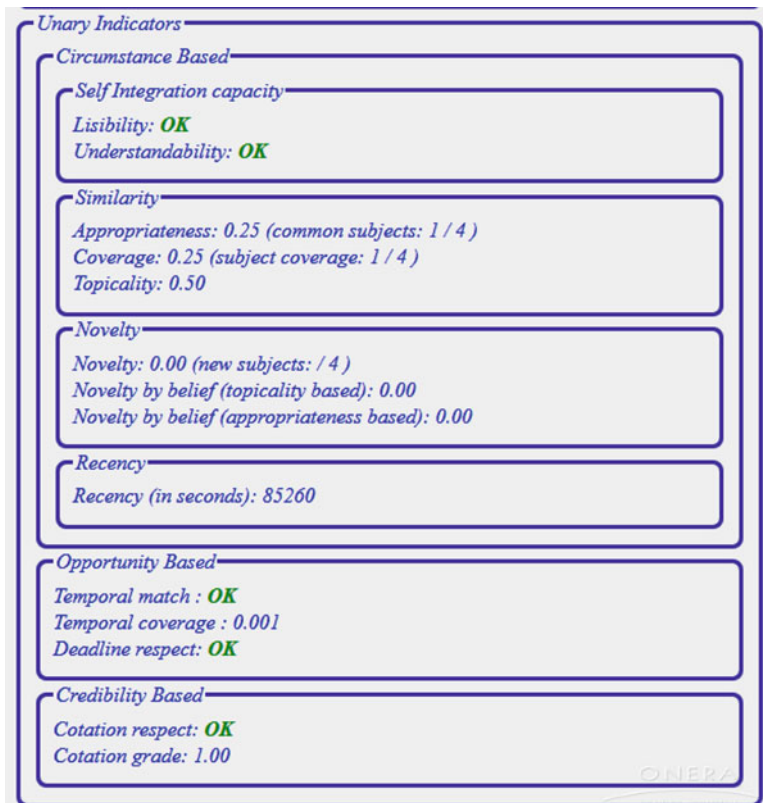 Unary Indicators
Circumstance Based
Self Integration capacity
Lisibility: OK
Understandability: OK
Similarity
Appropriateness: 0.25 (common subjects: 1 / 4 )
Coverage: 0.25 (subject coverage: 1 / 4 )
Topicality: 0.50
Novelty
Novelty: 0.00 (new subjects: / 4 )
Novelty by belief (topicality based): 0.00
Novelty by belief (appropriateness based): 0.00
Recency
Recency (in seconds): 85260
Opportunity Based
Temporal match : OK
Temporal coverage : 0.001
Deadline respect: OK
Credibility Based
Cotation respect: OK
Cotation grade: 1.00
ONERA